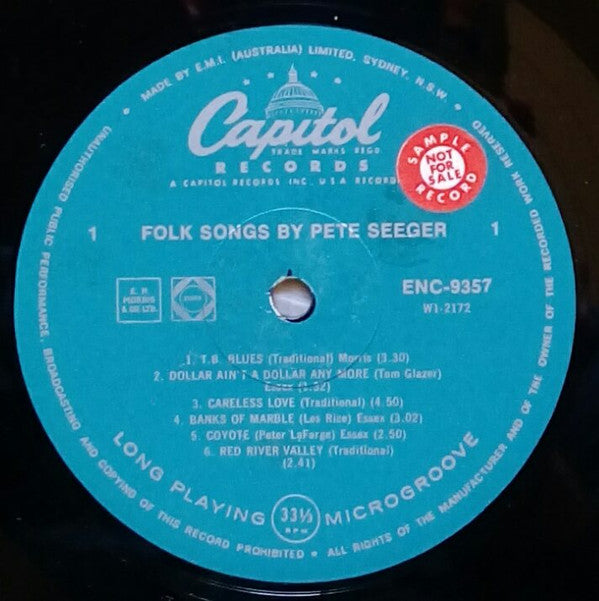 MADE BY E.M.I. (AUSTRALIA) LIMITED. SYDNEY. N.S.W. •
Capitol
TRADE MARKS REGD.
RECORDS
A CAPITOL RECORDS INC. U.S.A. RECORD
SAMPLE
NOT
FOR
SALE
RECORD
1 FOLK SONGS BY PETE SEEGER 1
E. H.
MORRIS
& CO LTD.
ENC-9357
W1-2172
1. T.B. BLUES (Traditional) Morris (3.30)
2. DOLLAR AIN'T A DOLLAR ANY MORE (Tom Glazer)
Essex
3. CARELESS LOVE (Traditional) (4.50)
4. BANKS OF MARBLE (Les Rice) Essex (3.02)
5. COYOTE (Peter LaFarge) Essex (2.50)
6. RED RIVER VALLEY (Traditional)
(2.41)
LONG PLAYING 33⅓ MICROGROOVE
RPM
UNAUTHORISED PUBLIC PERFORMANCE, BROADCASTING AND COPYING OF THIS RECORD PROHIBITED • ALL RIGHTS OF THE MANUFACTURER AND OF THE OWNER OF THE RECORDED WORK RESERVED